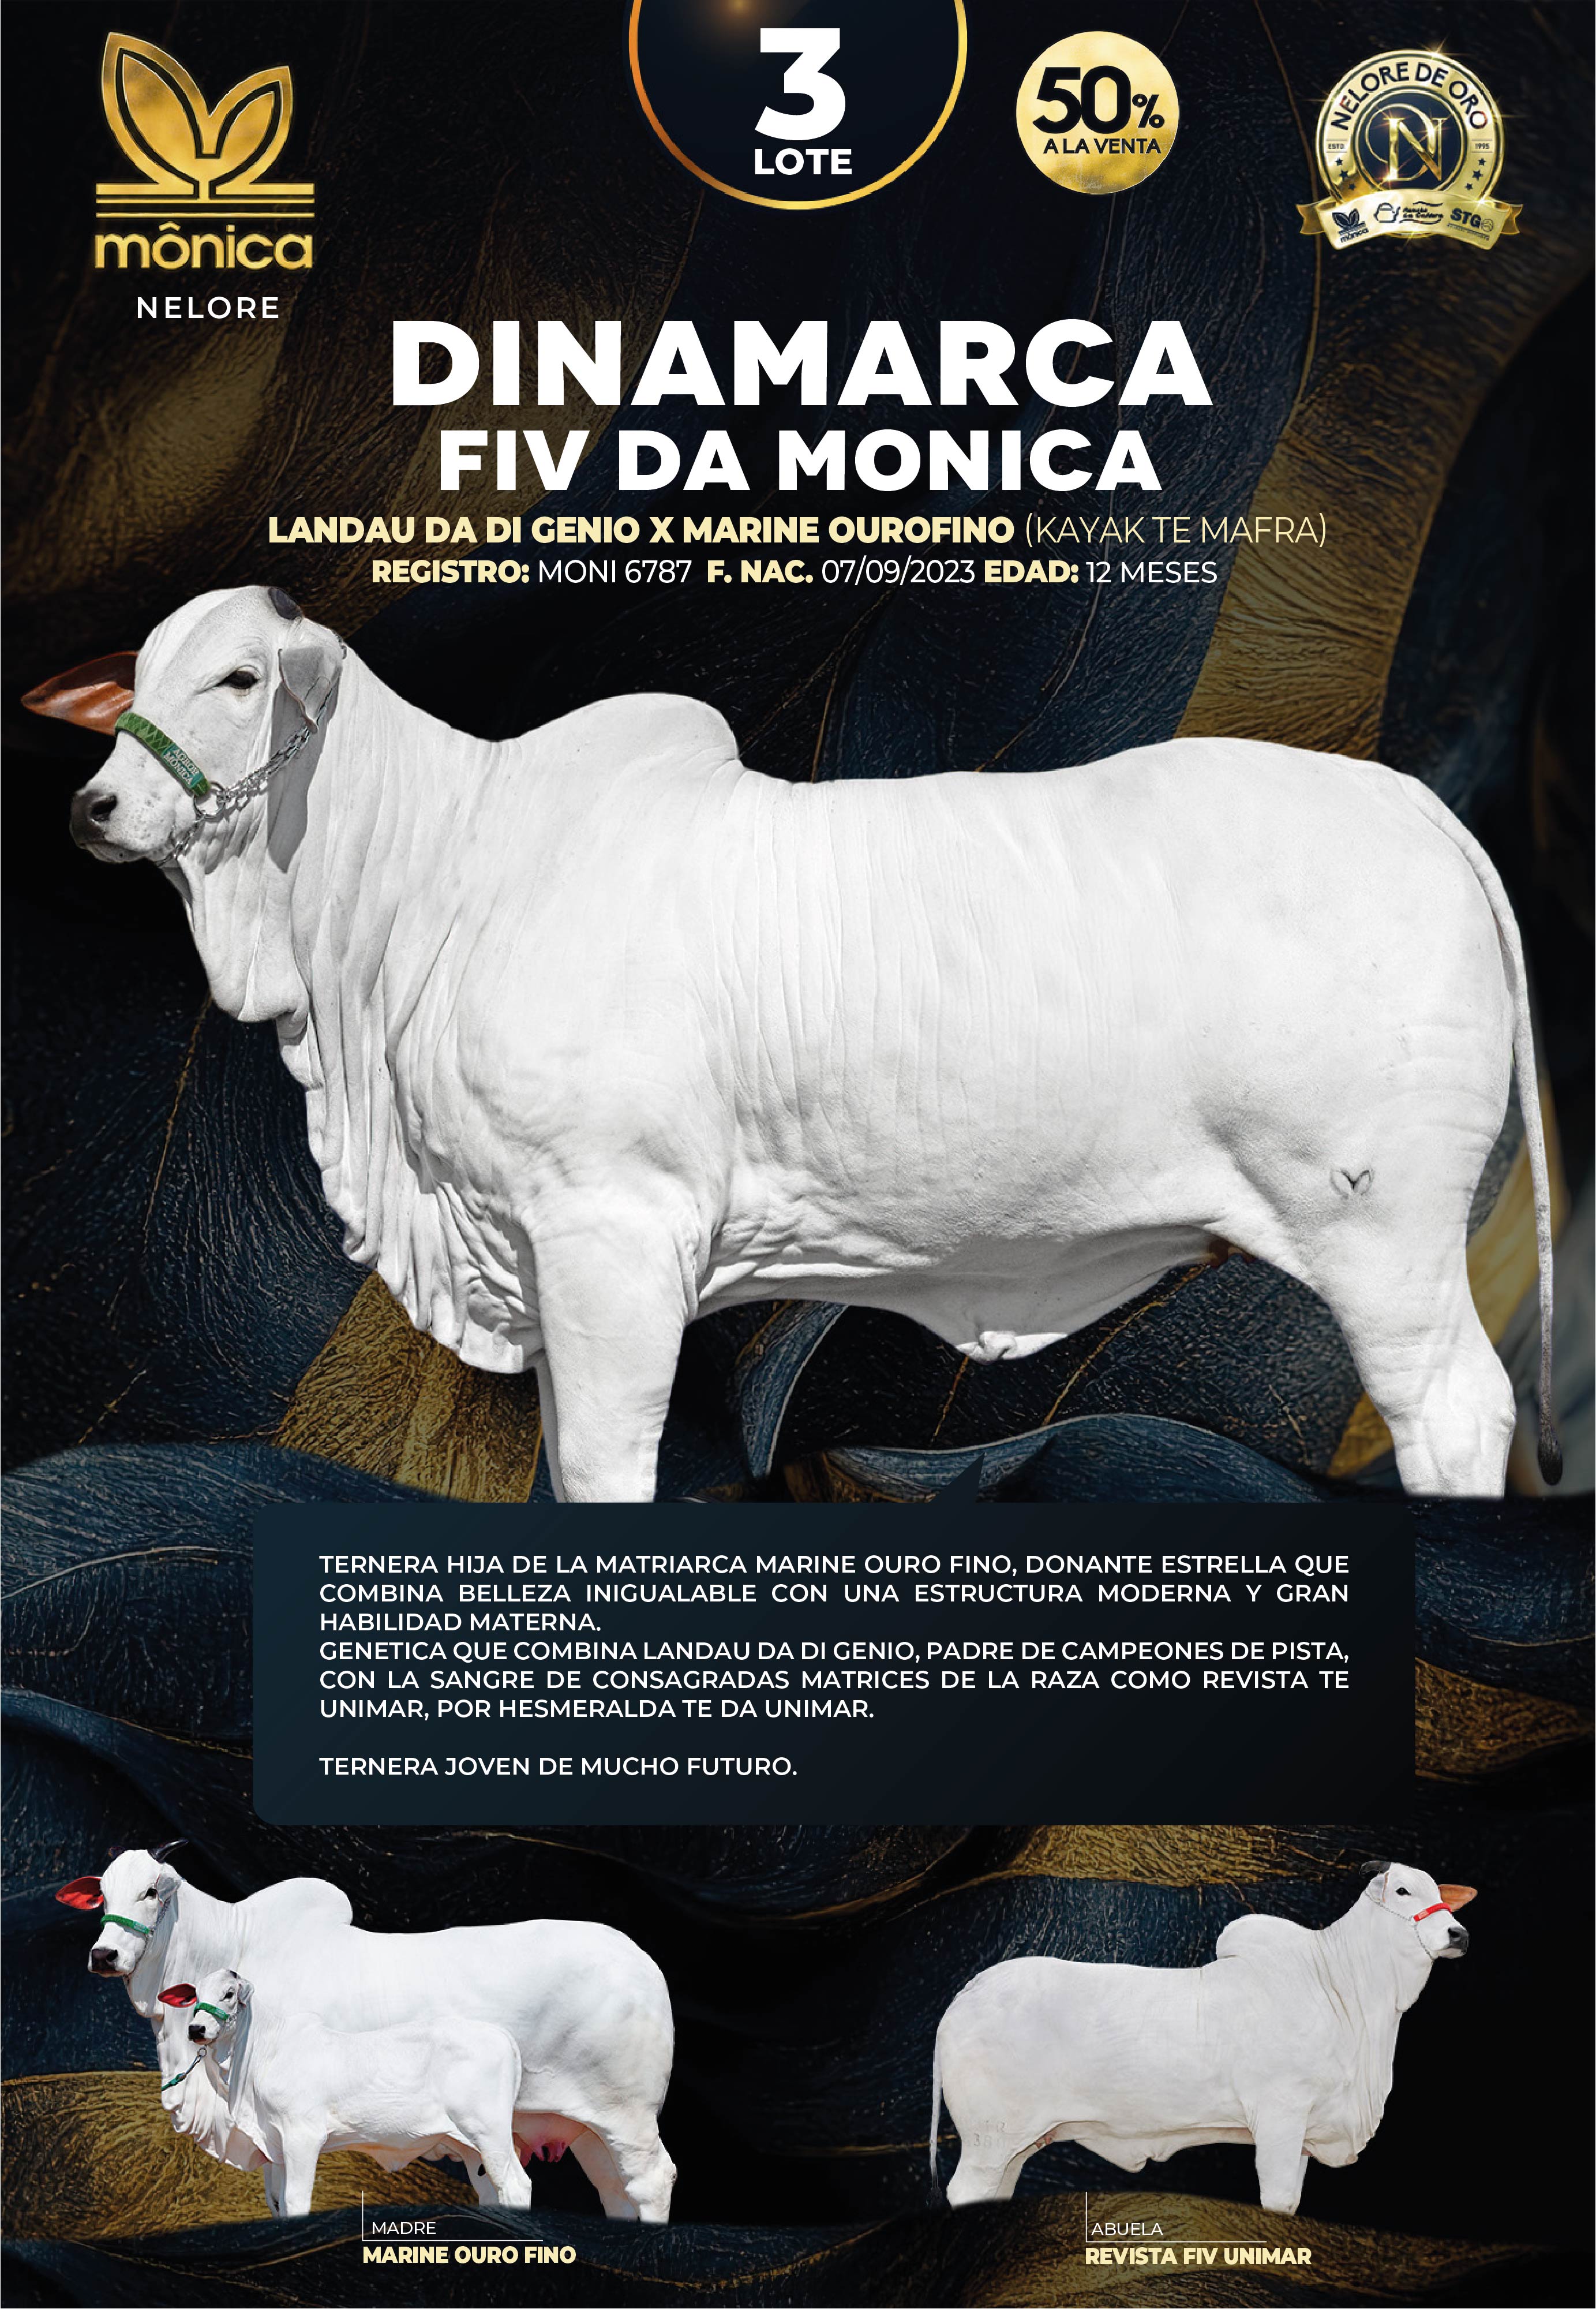 3
LOTE
50%
A LA VENTA
NELORE DE ORO
ESTD
1995
mônica
STG
mônica
NELORE
DINAMARCA
FIV DA MONICA
LANDAU DA DI GENIO X MARINE OUROFINO (KAYAK TE MAFRA)
REGISTRO: MONI 6787 F. NAC. 07/09/2023 EDAD: 12 MESES
MÔNICA
TERNERA HIJA DE LA MATRIARCA MARINE OURO FINO, DONANTE ESTRELLA QUE
COMBINA BELLEZA INIGUALABLE CON UNA ESTRUCTURA MODERNA Y GRAN
HABILIDAD MATERNA.
GENETICA QUE COMBINA LANDAU DA DI GENIO, PADRE DE CAMPEONES DE PISTA,
CON LA SANGRE DE CONSAGRADAS MATRICES DE LA RAZA COMO REVISTA TE
UNIMAR, POR HESMERALDA TE DA UNIMAR.
TERNERA JOVEN DE MUCHO FUTURO.
MADRE
MARINE OURO FINO
ABUELA
REVISTA FIV UNIMAR